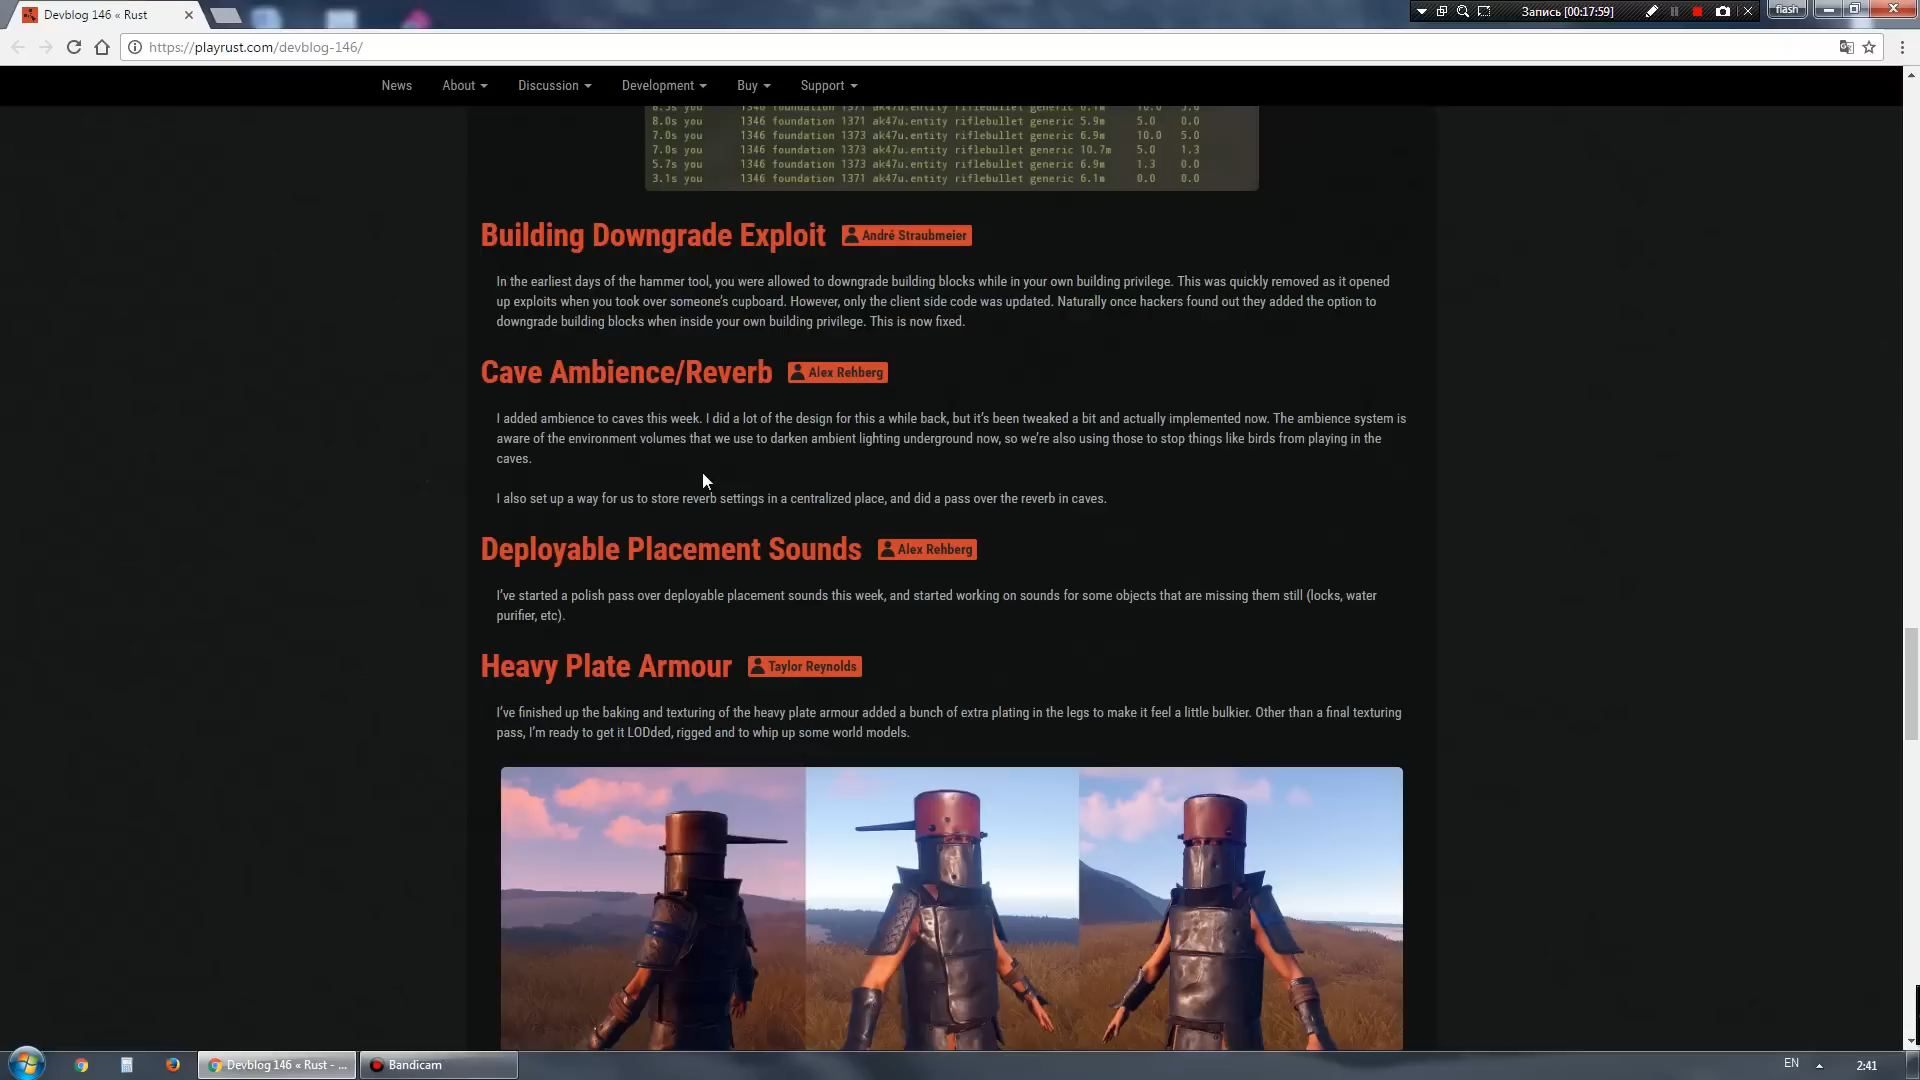 Devblog 146 « Rust
Запись [00:17:59]
flash
https://playrust.com/devblog-146/
News About Discussion Development Buy Support
8.0s you 1346 foundation 1371 ak47u.entity riflebullet generic 5.9m 5.0 0.0
7.0s you 1346 foundation 1373 ak47u.entity riflebullet generic 6.9m 10.0 5.0
7.0s you 1346 foundation 1373 ak47u.entity riflebullet generic 10.7m 5.0 1.3
5.7s you 1346 foundation 1373 ak47u.entity riflebullet generic 6.9m 1.3 0.0
3.1s you 1346 foundation 1371 ak47u.entity riflebullet generic 6.1m 0.0 0.0
Building Downgrade Exploit André Straubmeier
In the earliest days of the hammer tool, you were allowed to downgrade building blocks while in your own building privilege. This was quickly removed as it opened
up exploits when you took over someone's cupboard. However, only the client side code was updated. Naturally once hackers found out they added the option to
downgrade building blocks when inside your own building privilege. This is now fixed.
Cave Ambience/Reverb Alex Rehberg
I added ambience to caves this week. I did a lot of the design for this a while back, but it's been tweaked a bit and actually implemented now. The ambience system is
aware of the environment volumes that we use to darken ambient lighting underground now, so we're also using those to stop things like birds from playing in the
caves.
I also set up a way for us to store reverb settings in a centralized place, and did a pass over the reverb in caves.
Deployable Placement Sounds Alex Rehberg
I've started a polish pass over deployable placement sounds this week, and started working on sounds for some objects that are missing them still (locks, water
purifier, etc).
Heavy Plate Armour Taylor Reynolds
I've finished up the baking and texturing of the heavy plate armour added a bunch of extra plating in the legs to make it feel a little bulkier. Other than a final texturing
pass, I'm ready to get it LODded, rigged and to whip up some world models.
Devblog 146 « Rust - ...
Bandicam
EN
2:41